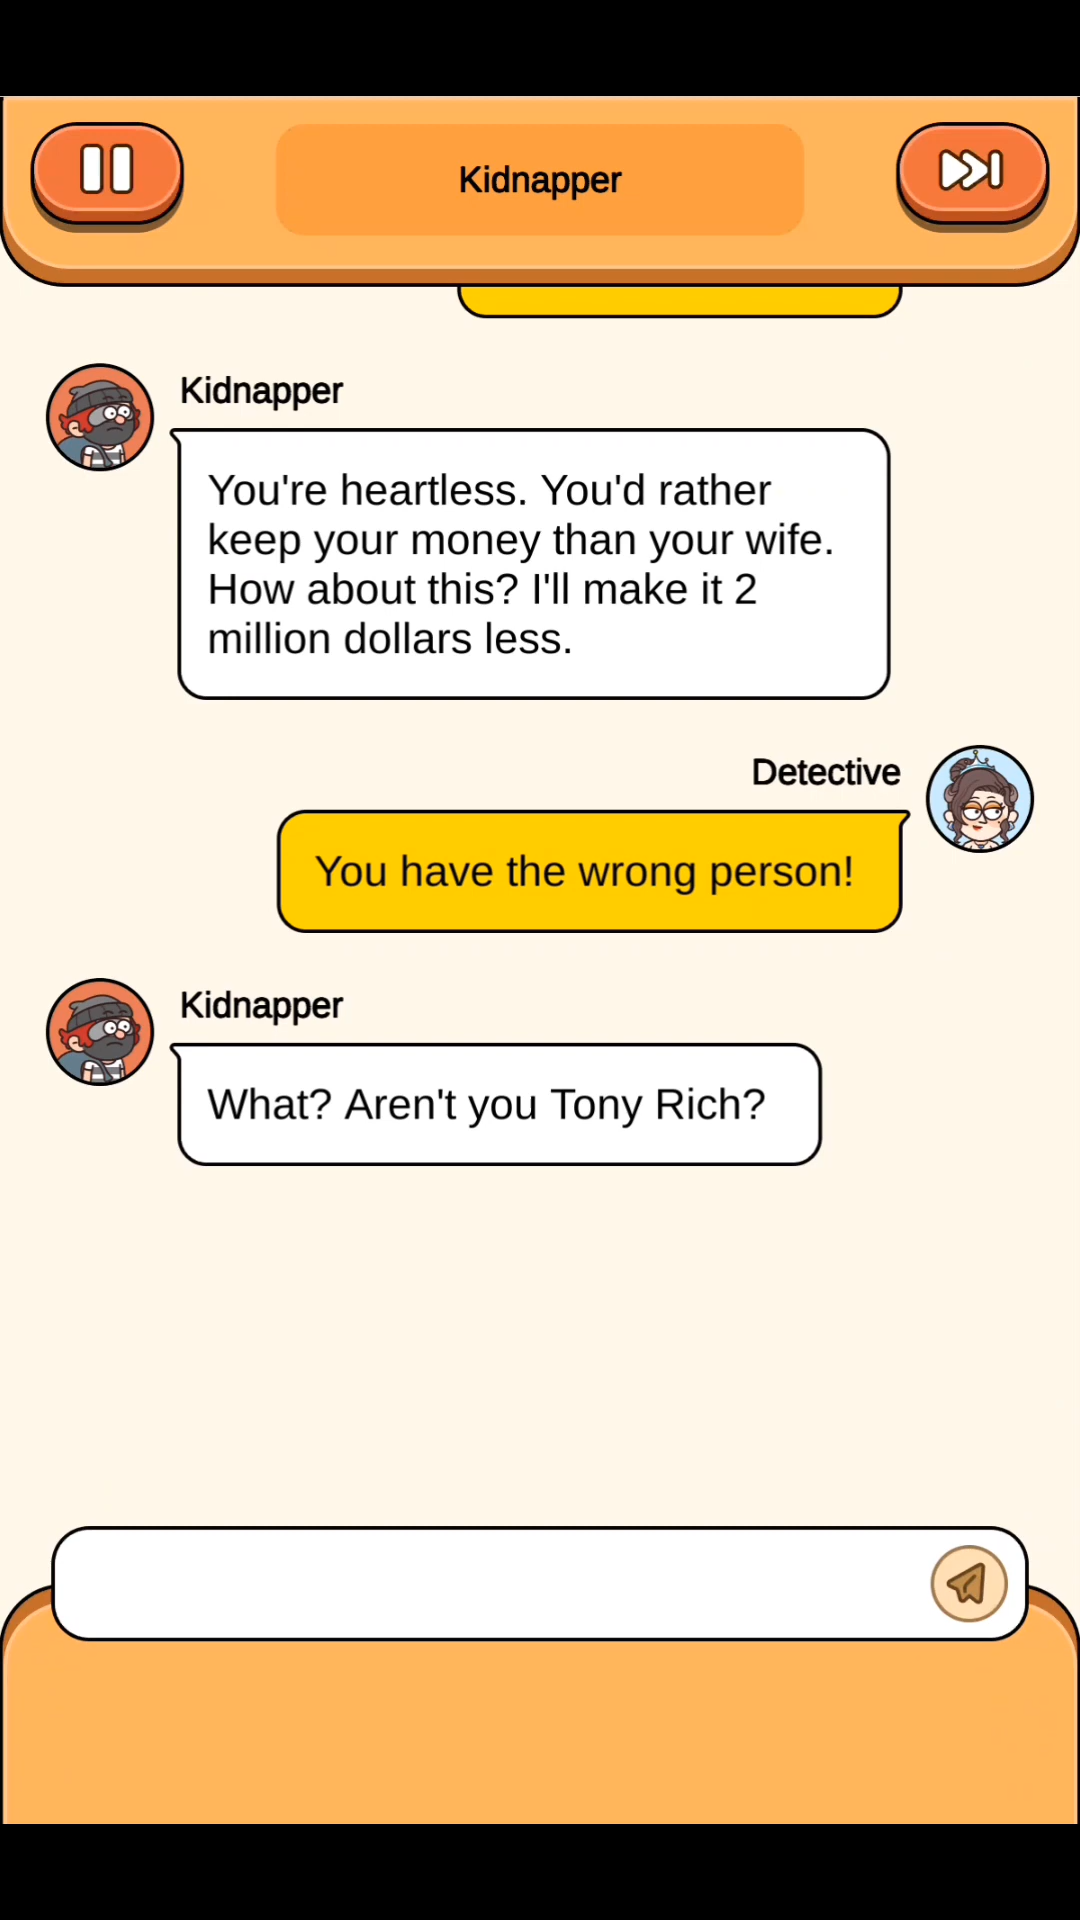 Kidnapper
Kidnapper
You're heartless. You'd rather
keep your money than your wife.
How about this? I'll make it 2
million dollars less.
Detective
You have the wrong person!
Kidnapper
What? Aren't you Tony Rich?